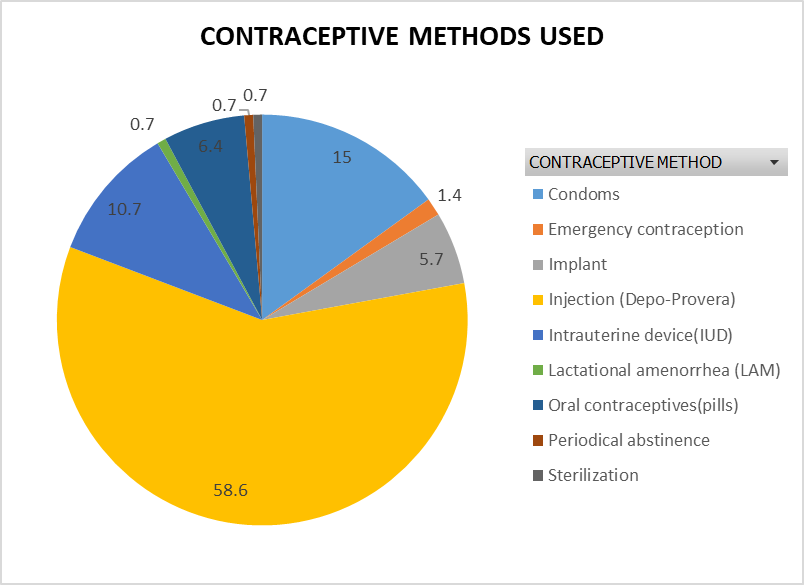 CONTRACEPTIVE METHODS USED
0.7
0.7
0.7
6.4
15
10.7
1.4
5.7
58.6
CONTRACEPTIVE METHOD
Condoms
Emergency contraception
Implant
Injection (Depo-Provera)
Intrauterine device(IUD)
Lactational amenorrhea (LAM)
Oral contraceptives(pills)
Periodical abstinence
Sterilization